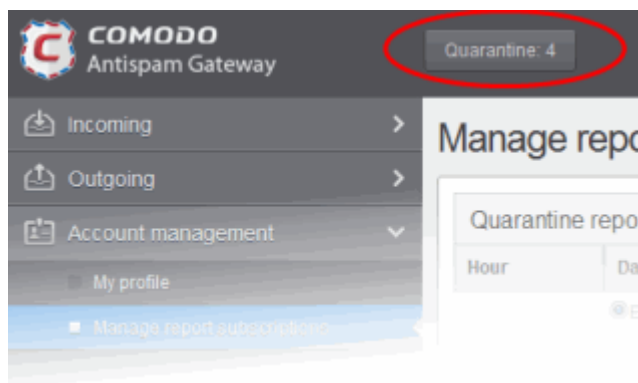 C COMODO
Antispam Gateway
Quarantine: 4
Incoming
Outgoing
Account management
My profile
Manage report subscriptions
Manage repo
Quarantine repo
Hour Da